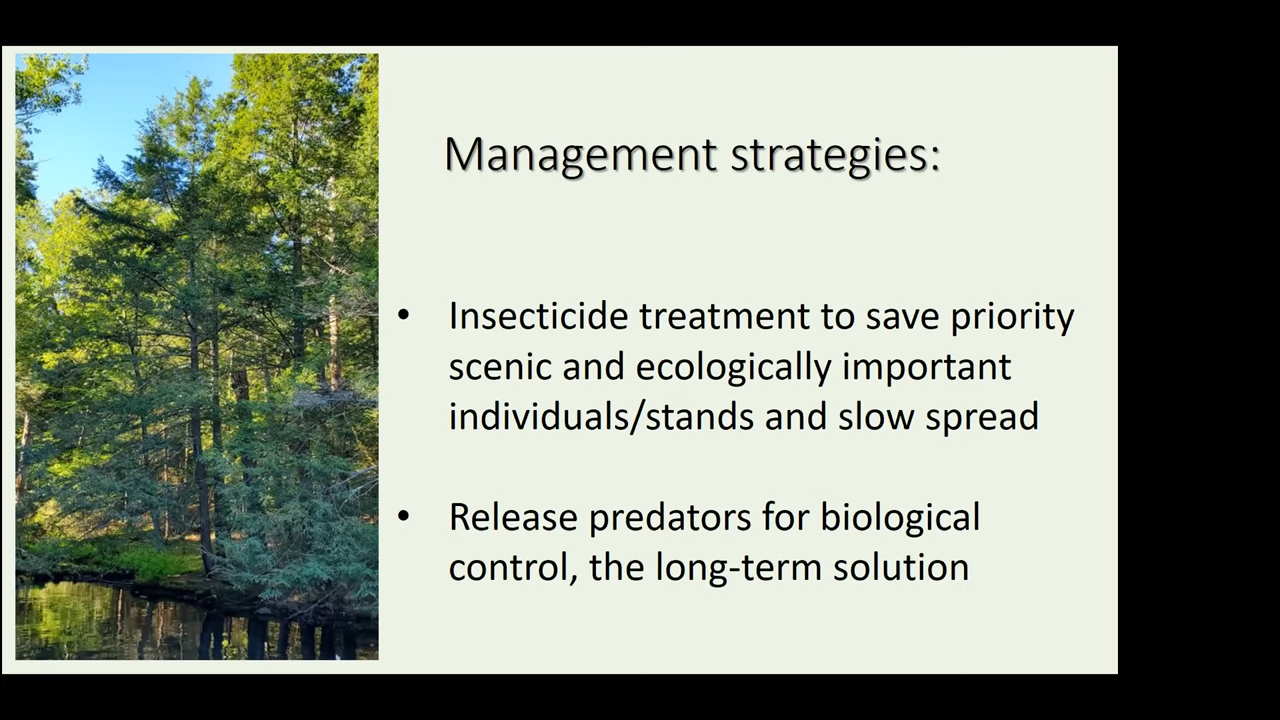 Management strategies:
• Insecticide treatment to save priority
scenic and ecologically important
individuals/stands and slow spread
• Release predators for biological
control, the long-term solution